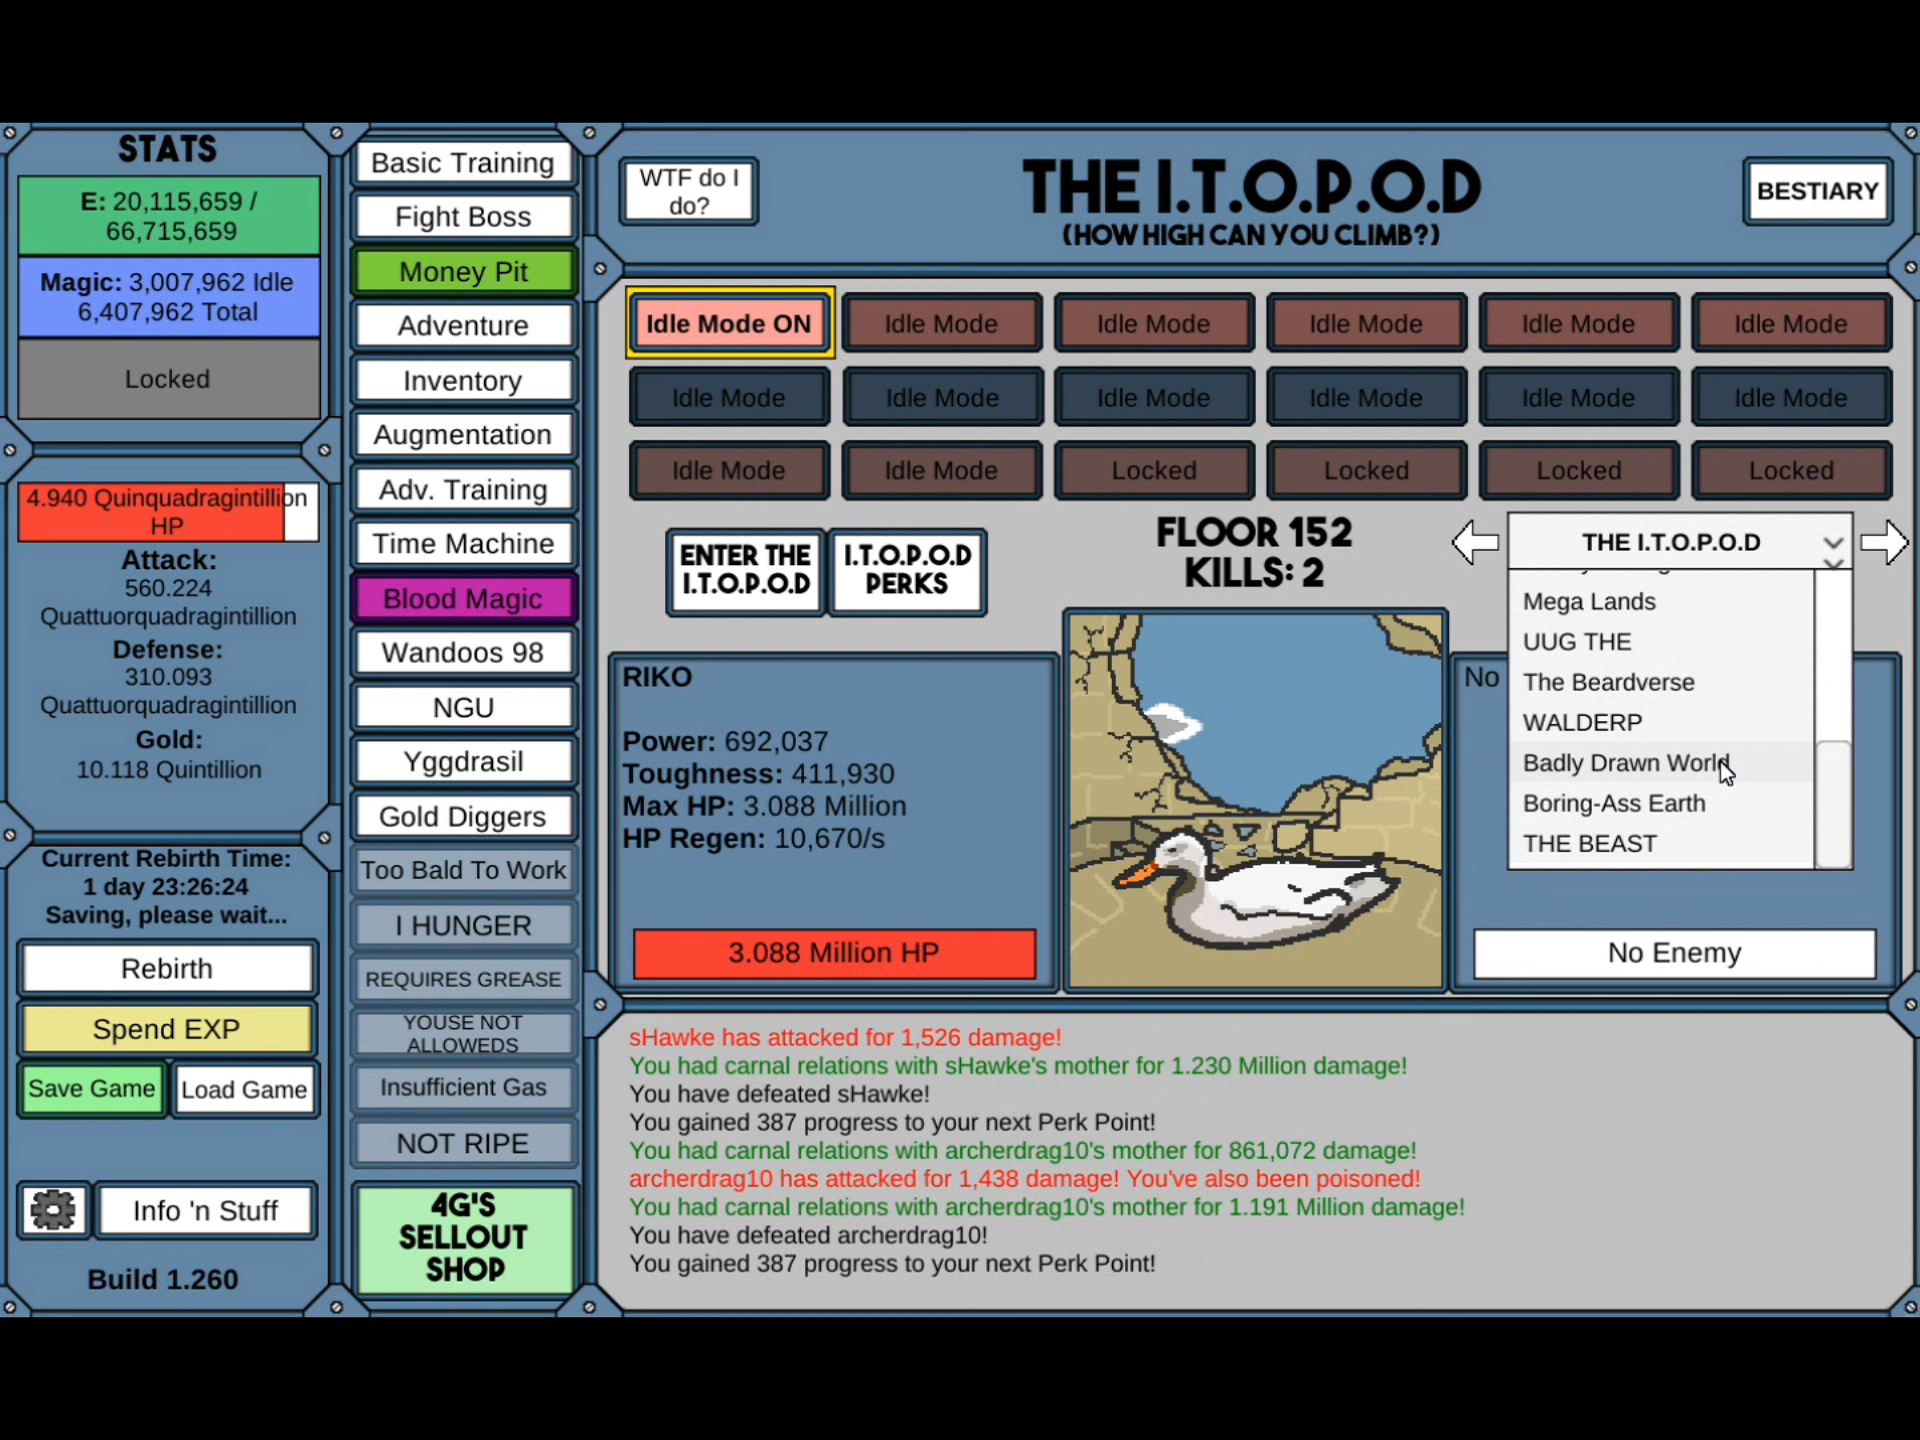 STATS
E: 20,115,659 /
66,715,659
Magic: 3,007,962 Idle
6,407,962 Total
Locked
4.940 Quinquadragintillion
HP
Attack:
560.224
Quattuorquadragintillion
Defense:
310.093
Quattuorquadragintillion
Gold:
10.118 Quintillion
Current Rebirth Time:
1 day 23:26:24
Saving, please wait...
Rebirth
Spend EXP
Save Game
Load Game
Info 'n Stuff
Build 1.260
Basic Training
Fight Boss
Money Pit
Adventure
Inventory
Augmentation
Adv. Training
Time Machine
Blood Magic
Wandoos 98
NGU
Yggdrasil
Gold Diggers
Too Bald To Work
I HUNGER
REQUIRES GREASE
YOUSE NOT
ALLOWEDS
Insufficient Gas
NOT RIPE
4G'S
SELLOUT
SHOP
WTF do I
do?
THE I.T.O.P.O.D
(HOW HIGH CAN YOU CLIMB?)
BESTIARY
Idle Mode ON
Idle Mode
Idle Mode
Idle Mode
Idle Mode
Idle Mode
Idle Mode
Idle Mode
Idle Mode
Idle Mode
Idle Mode
Idle Mode
Idle Mode
Idle Mode
Locked
Locked
Locked
Locked
ENTER THE
I.T.O.P.O.D
I.T.O.P.O.D
PERKS
FLOOR 152
KILLS: 2
THE I.T.O.P.O.D
Mega Lands
UUG THE
The Beardverse
WALDERP
Badly Drawn World
Boring-Ass Earth
THE BEAST
RIKO
Power: 692,037
Toughness: 411,930
Max HP: 3.088 Million
HP Regen: 10,670/s
3.088 Million HP
No
No Enemy
sHawke has attacked for 1,526 damage!
You had carnal relations with sHawke's mother for 1.230 Million damage!
You have defeated sHawke!
You gained 387 progress to your next Perk Point!
You had carnal relations with archerdrag10's mother for 861,072 damage!
archerdrag10 has attacked for 1,438 damage! You've also been poisoned!
You had carnal relations with archerdrag10's mother for 1.191 Million damage!
You have defeated archerdrag10!
You gained 387 progress to your next Perk Point!